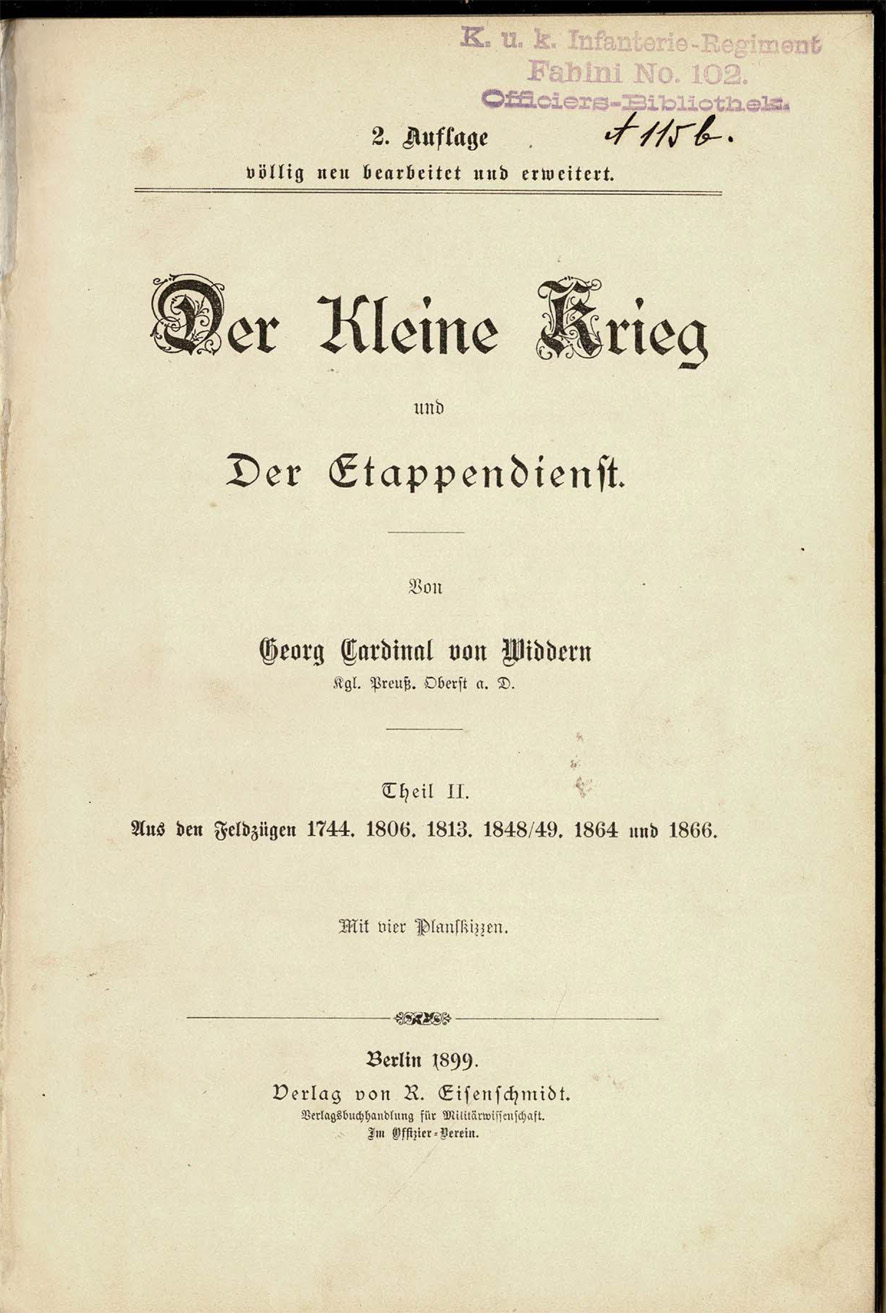 K. u. k. Infanterie-Regiment
Fabini No. 102.
Officiers-Bibliothek.
A 115 b.
2. Auflage
völlig neu bearbeitet und erweitert.
Der Kleine Krieg
und
Der Etappendienst.
Von
Georg Cardinal von Widdern
Kgl. Preuß. Oberst a. D.
Theil II.
Aus den Feldzügen 1744. 1806. 1813. 1848/49. 1864 und 1866.
Mit vier Planskizzen.
Berlin 1899.
Verlag von R. Eisenschmidt.
Verlagsbuchhandlung für Militärwissenschaft.
Im Offizier-Verein.